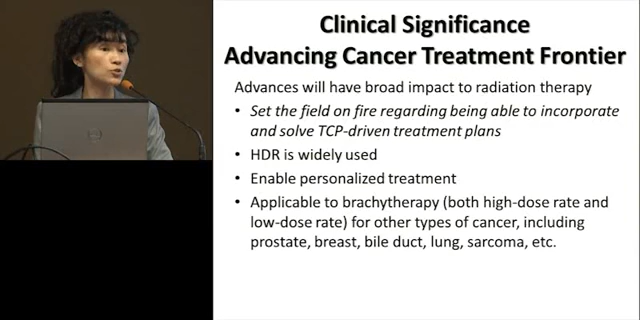 Clinical Significance
Advancing Cancer Treatment Frontier
Advances will have broad impact to radiation therapy
• Set the field on fire regarding being able to incorporate
and solve TCP-driven treatment plans
• HDR is widely used
• Enable personalized treatment
• Applicable to brachytherapy (both high-dose rate and
low-dose rate) for other types of cancer, including
prostate, breast, bile duct, lung, sarcoma, etc.